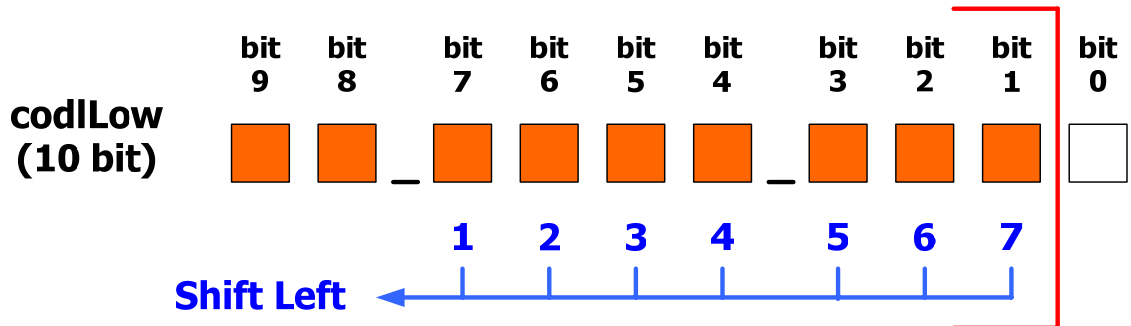 bit bit bit bit bit bit bit bit bit bit
9 8 7 6 5 4 3 2 1 0
codlLow
(10 bit)
_ _
1 2 3 4 5 6 7
Shift Left